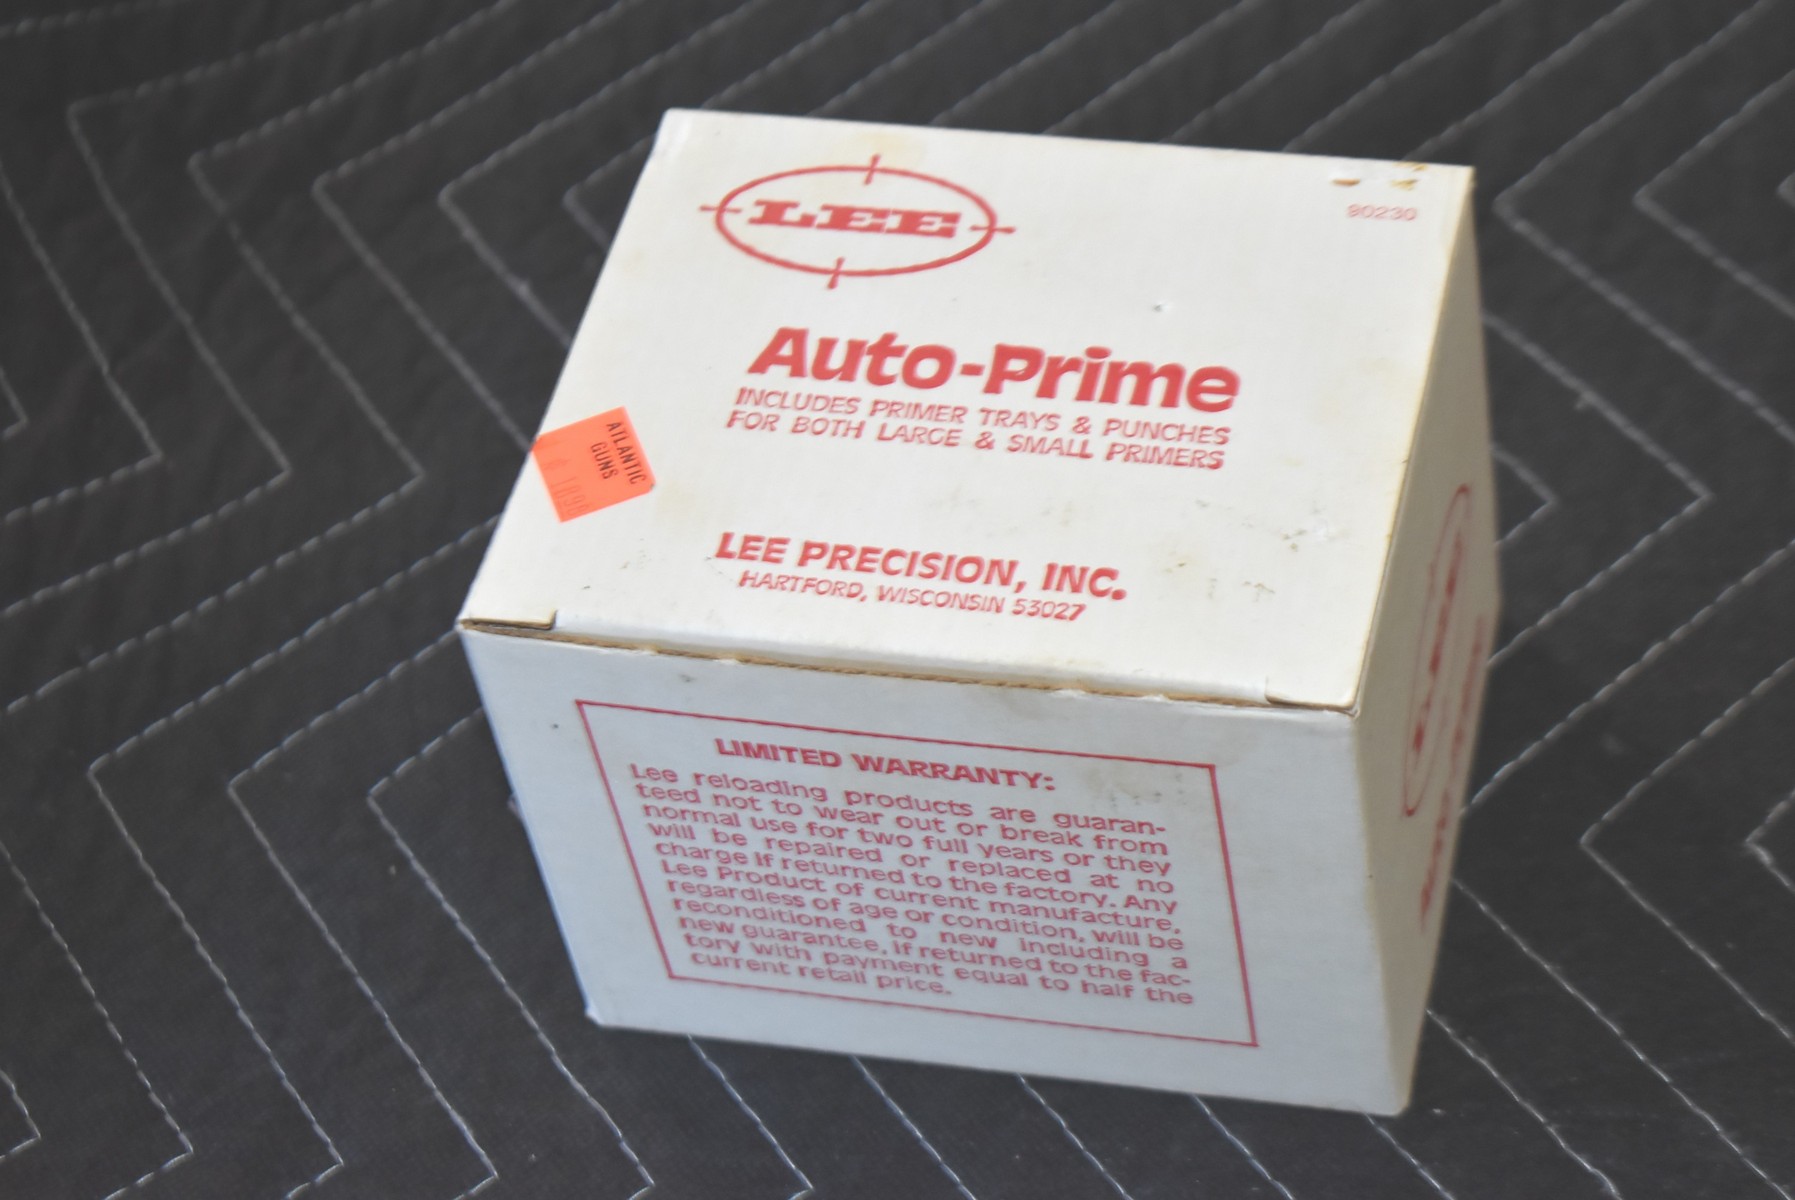 LEE
90230
Auto-Prime
INCLUDES PRIMER TRAYS & PUNCHES
FOR BOTH LARGE & SMALL PRIMERS
ATLANTIC
GUNS
LEE PRECISION, INC.
HARTFORD, WISCONSIN 53027
LIMITED WARRANTY:
Lee reloading products are guaran-
teed not to wear out or break from
normal use for two full years or they
will be repaired or replaced at no
charge if returned to the factory. Any
Lee Product of current manufacture,
regardless of age or condition, will be
reconditioned to new including a
new guarantee, if returned to the fac-
tory with payment equal to half the
current retail price.